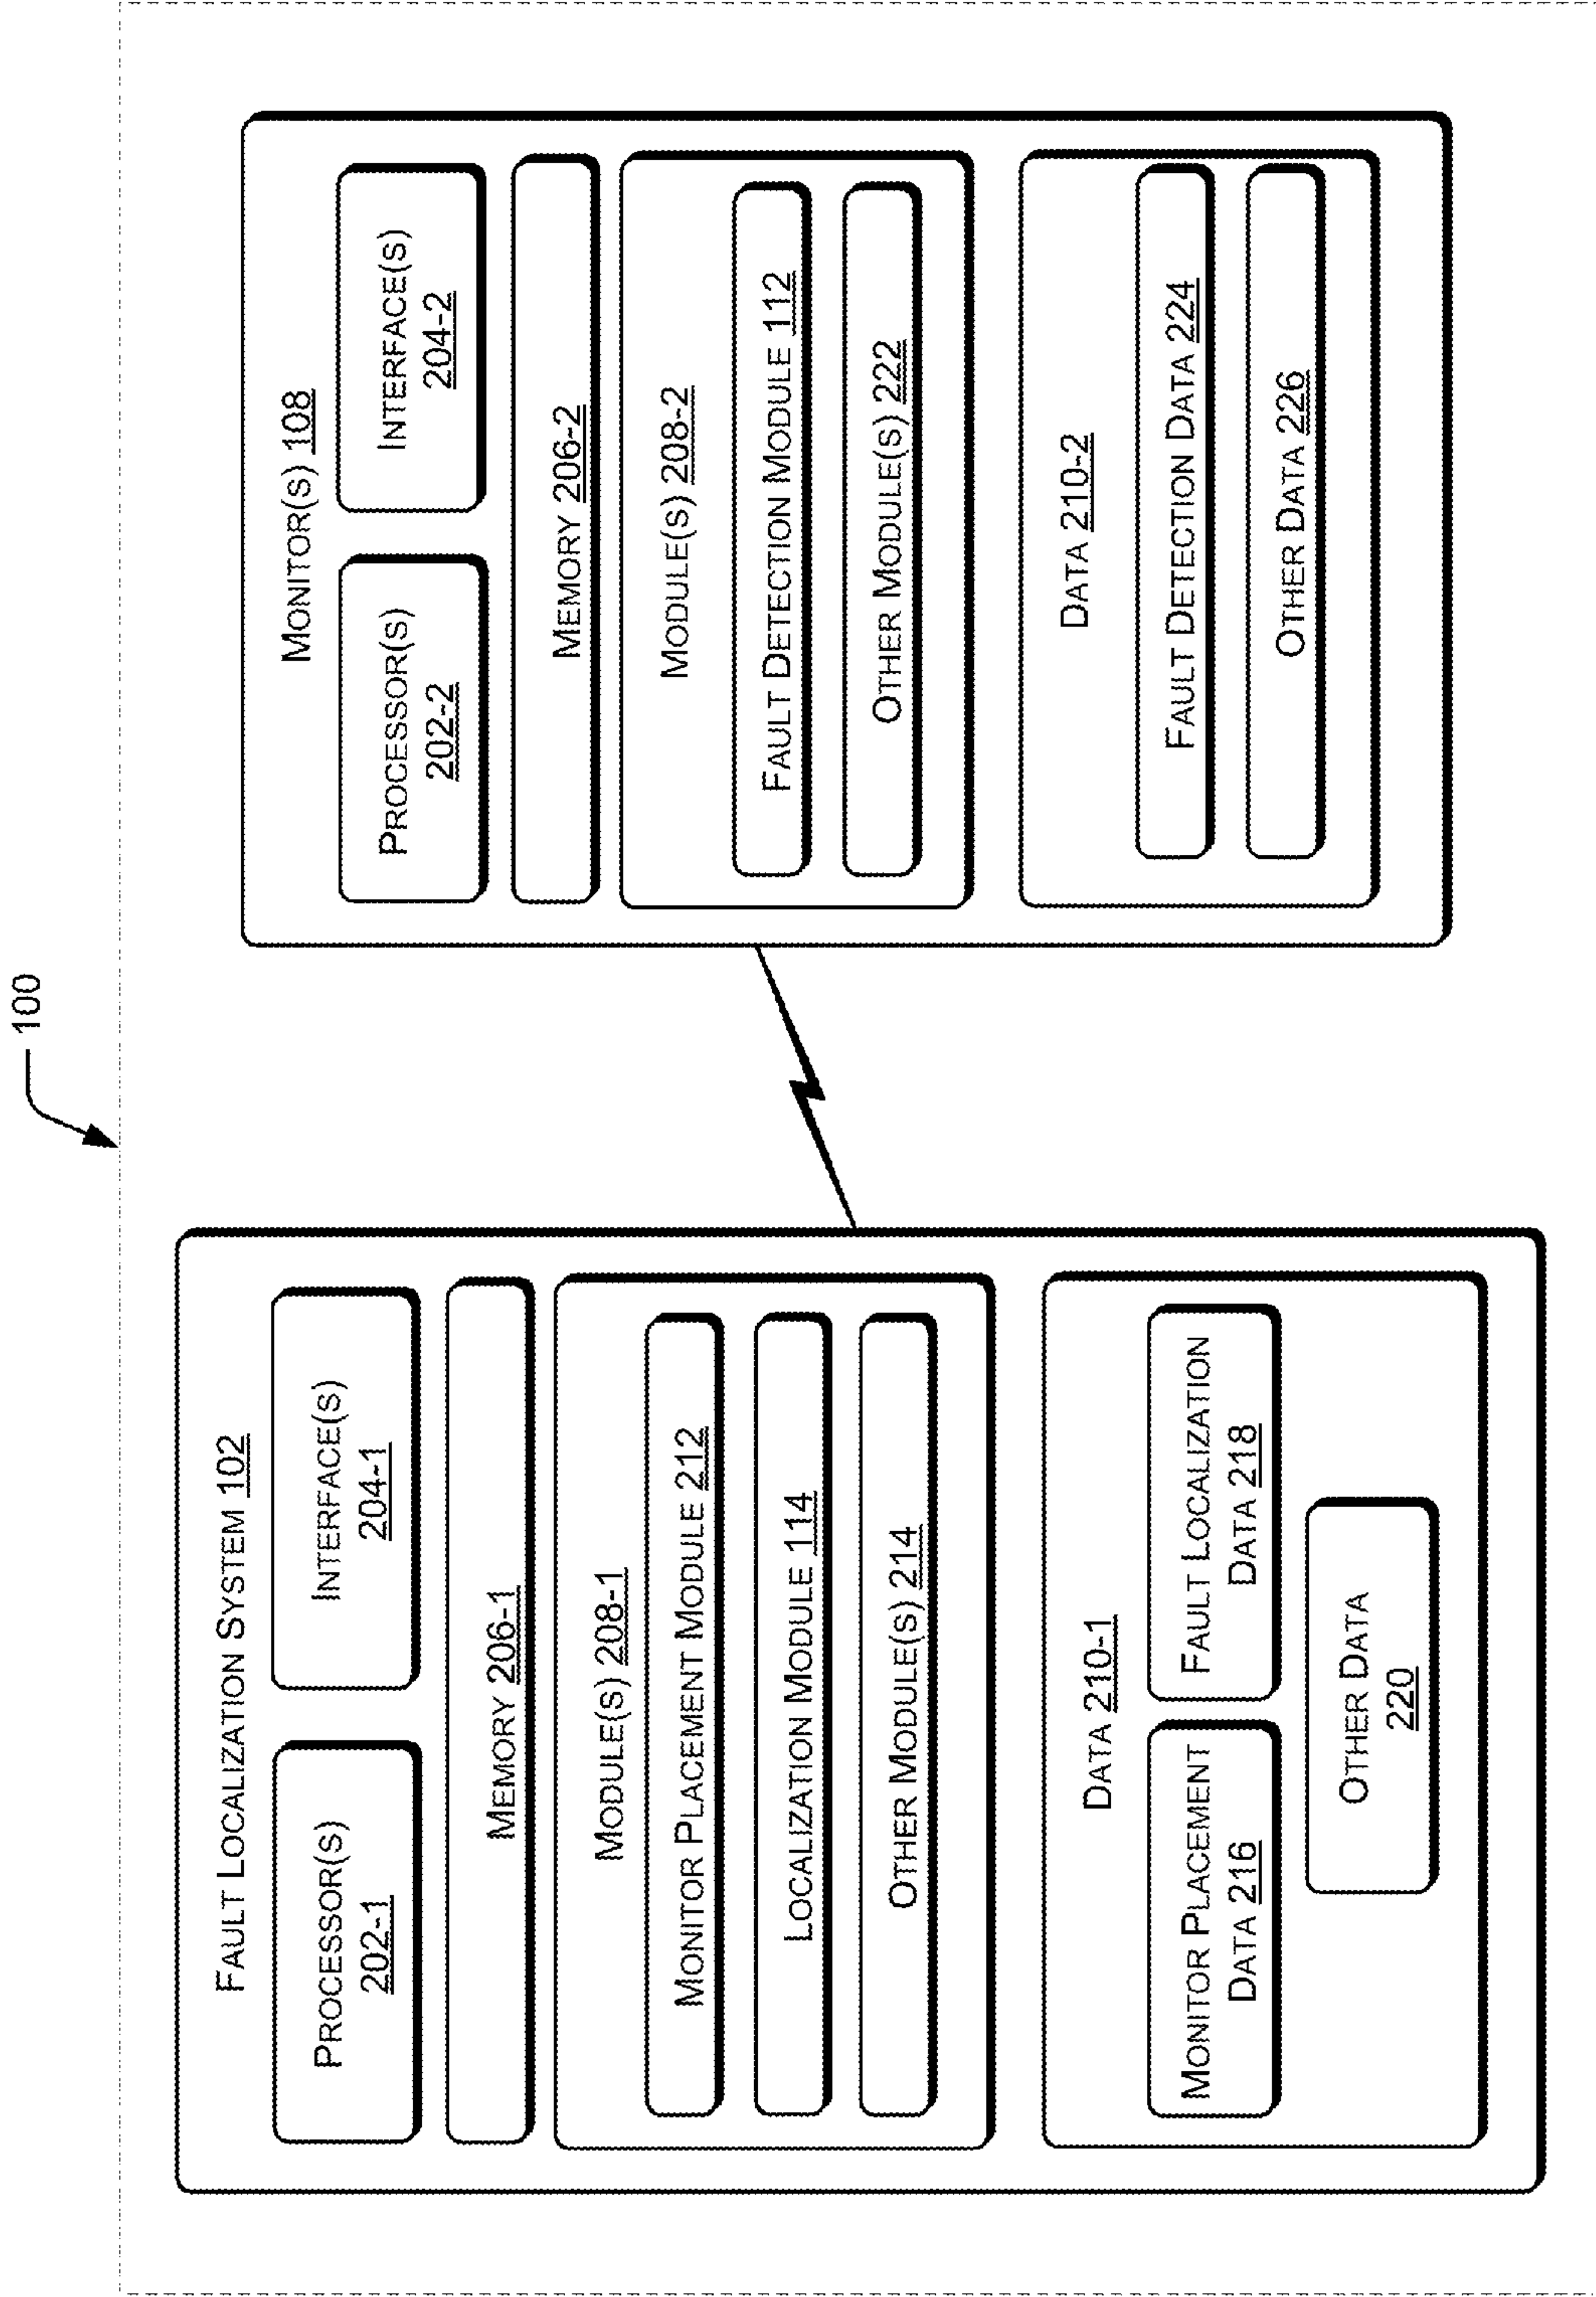 100
FAULT LOCALIZATION SYSTEM 102
PROCESSOR(S)
202-1
INTERFACE(S)
204-1
MEMORY 206-1
MODULE(S) 208-1
MONITOR PLACEMENT MODULE 212
LOCALIZATION MODULE 114
OTHER MODULE(S) 214
DATA 210-1
MONITOR PLACEMENT
DATA 216
FAULT LOCALIZATION
DATA 218
OTHER DATA
220
MONITOR(S) 108
PROCESSOR(S)
202-2
INTERFACE(S)
204-2
MEMORY 206-2
MODULE(S) 208-2
FAULT DETECTION MODULE 112
OTHER MODULE(S) 222
DATA 210-2
FAULT DETECTION DATA 224
OTHER DATA 226